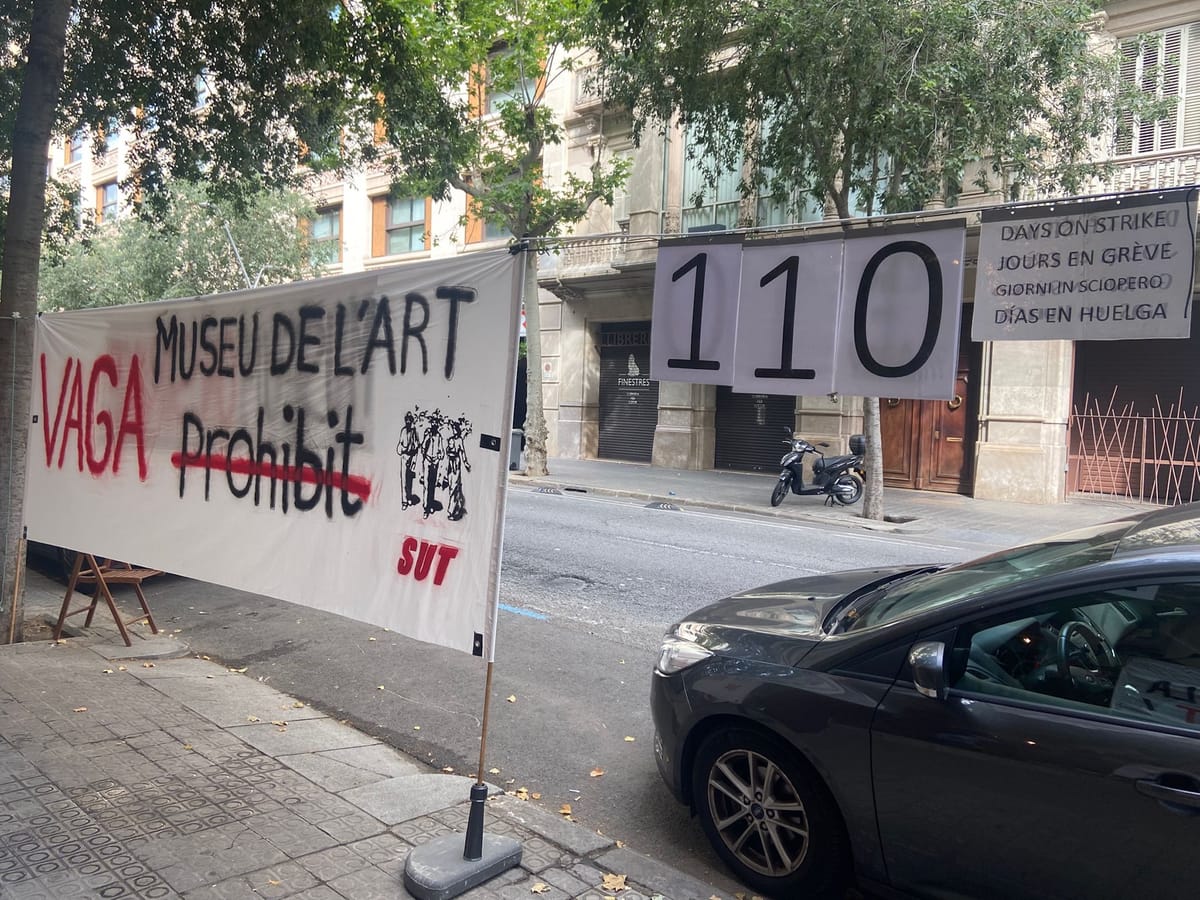 MUSEU DE L'ART
VAGA
Prohibit
SUT
110
DAYS ON STRIKE
JOURS EN GRÈVE
GIORNI IN SCIOPERO
DÍAS EN HUELGA
FINESTRES